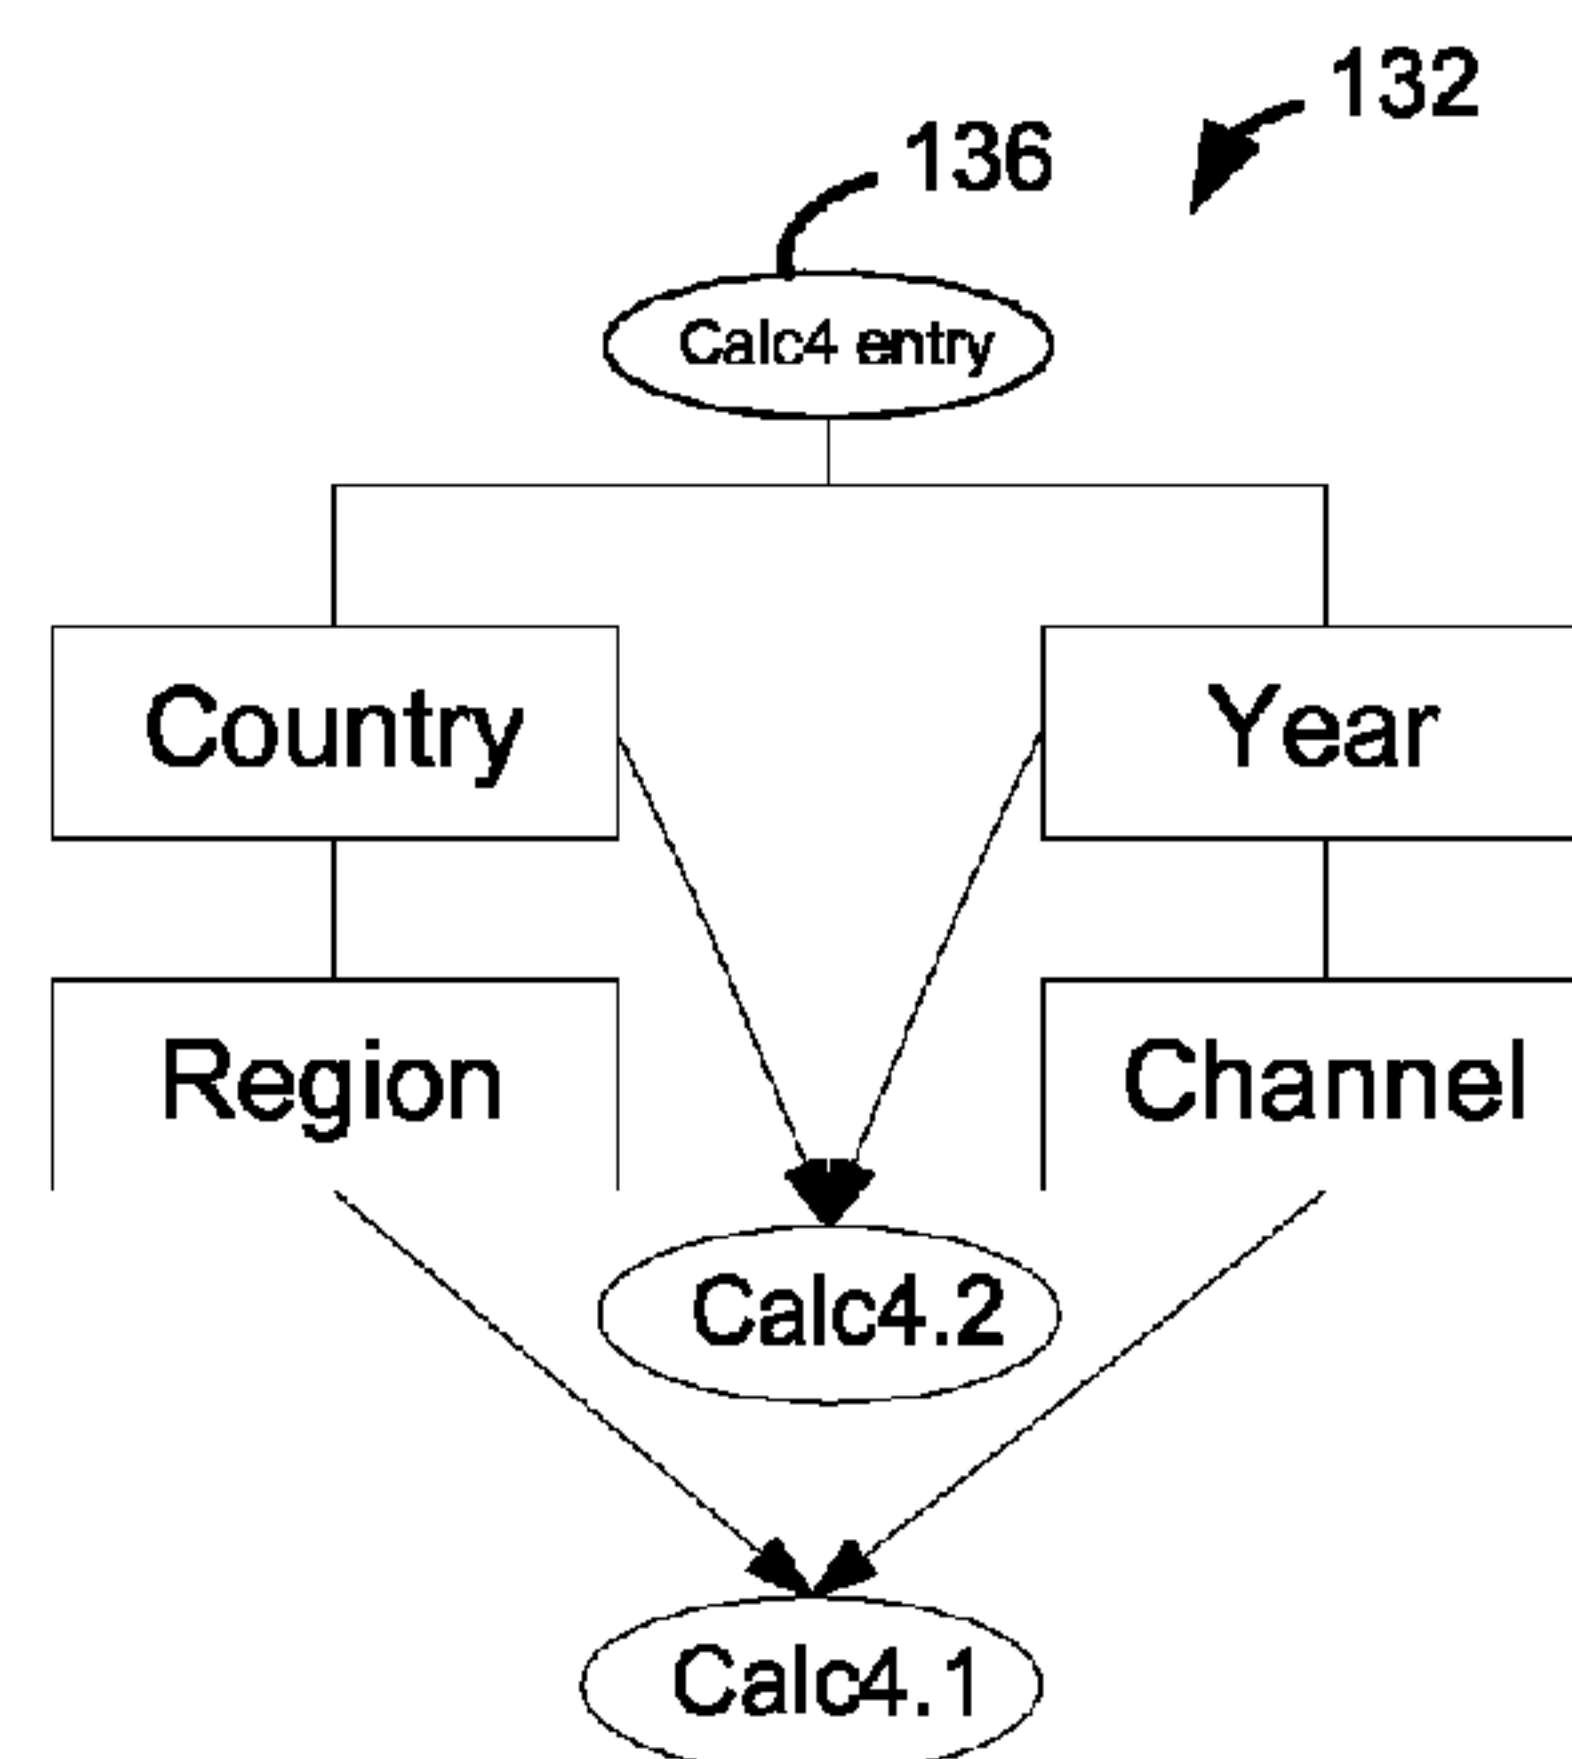 132
136
Calc4 entry
Country
Year
Region
Channel
Calc4.2
Calc4.1